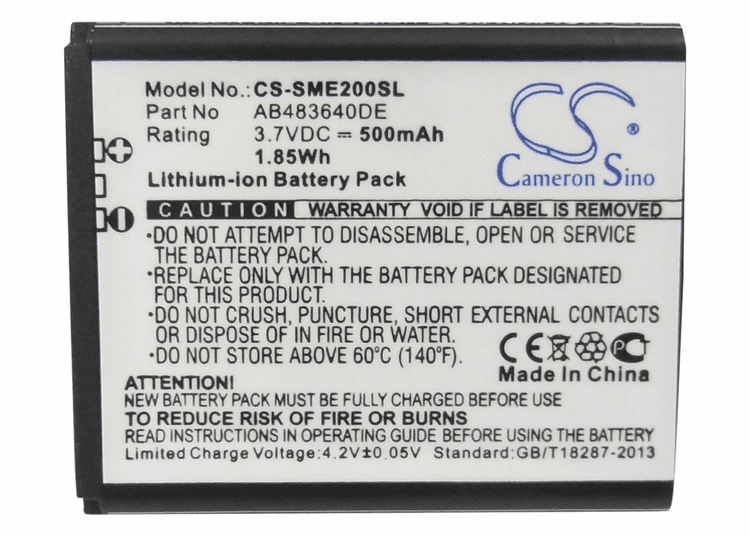 Model No.: CS-SME200SL
Part No AB483640DE
Rating 3.7VDC ⎓ 500mAh
1.85Wh
Lithium-ion Battery Pack
CS
®
Cameron Sino
CAUTION WARRANTY VOID IF LABEL IS REMOVED
•DO NOT ATTEMPT TO DISASSEMBLE, OPEN OR SERVICE
THE BATTERY PACK.
•REPLACE ONLY WITH THE BATTERY PACK DESIGNATED
FOR THIS EQUIPMENT.
•DO NOT CRUSH, PUNCTURE, SHORT EXTERNAL CONTACTS
OR DISPOSE OF IN FIRE OR WATER.
•DO NOT STORE ABOVE 60°C (140°F).
CE
PC
Made In China
ATTENTION!
NEW BATTERY PACK MUST BE FULLY CHARGED BEFORE USE
TO REDUCE RISK OF FIRE OR BURNS
READ INSTRUCTIONS IN OPERATING GUIDE BEFORE USING THE BATTERY
Limited Charge Voltage:4.2V±0.05V Standard:GB/T18287-2013